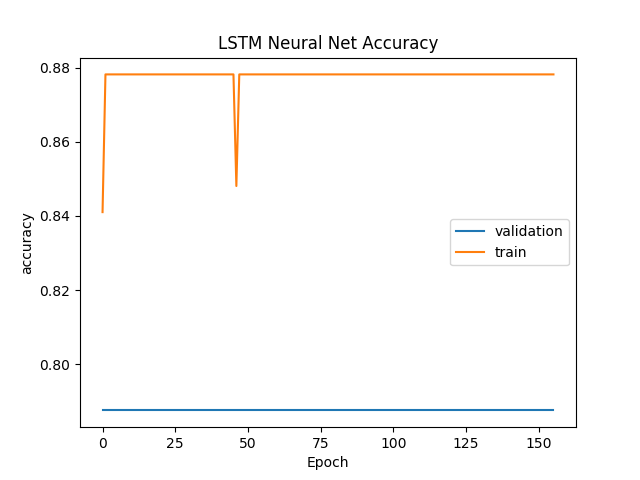 LSTM Neural Net Accuracy
0.88
0.86
0.84
0.82
0.80
accuracy
validation
train
0 25 50 75 100 125 150
Epoch